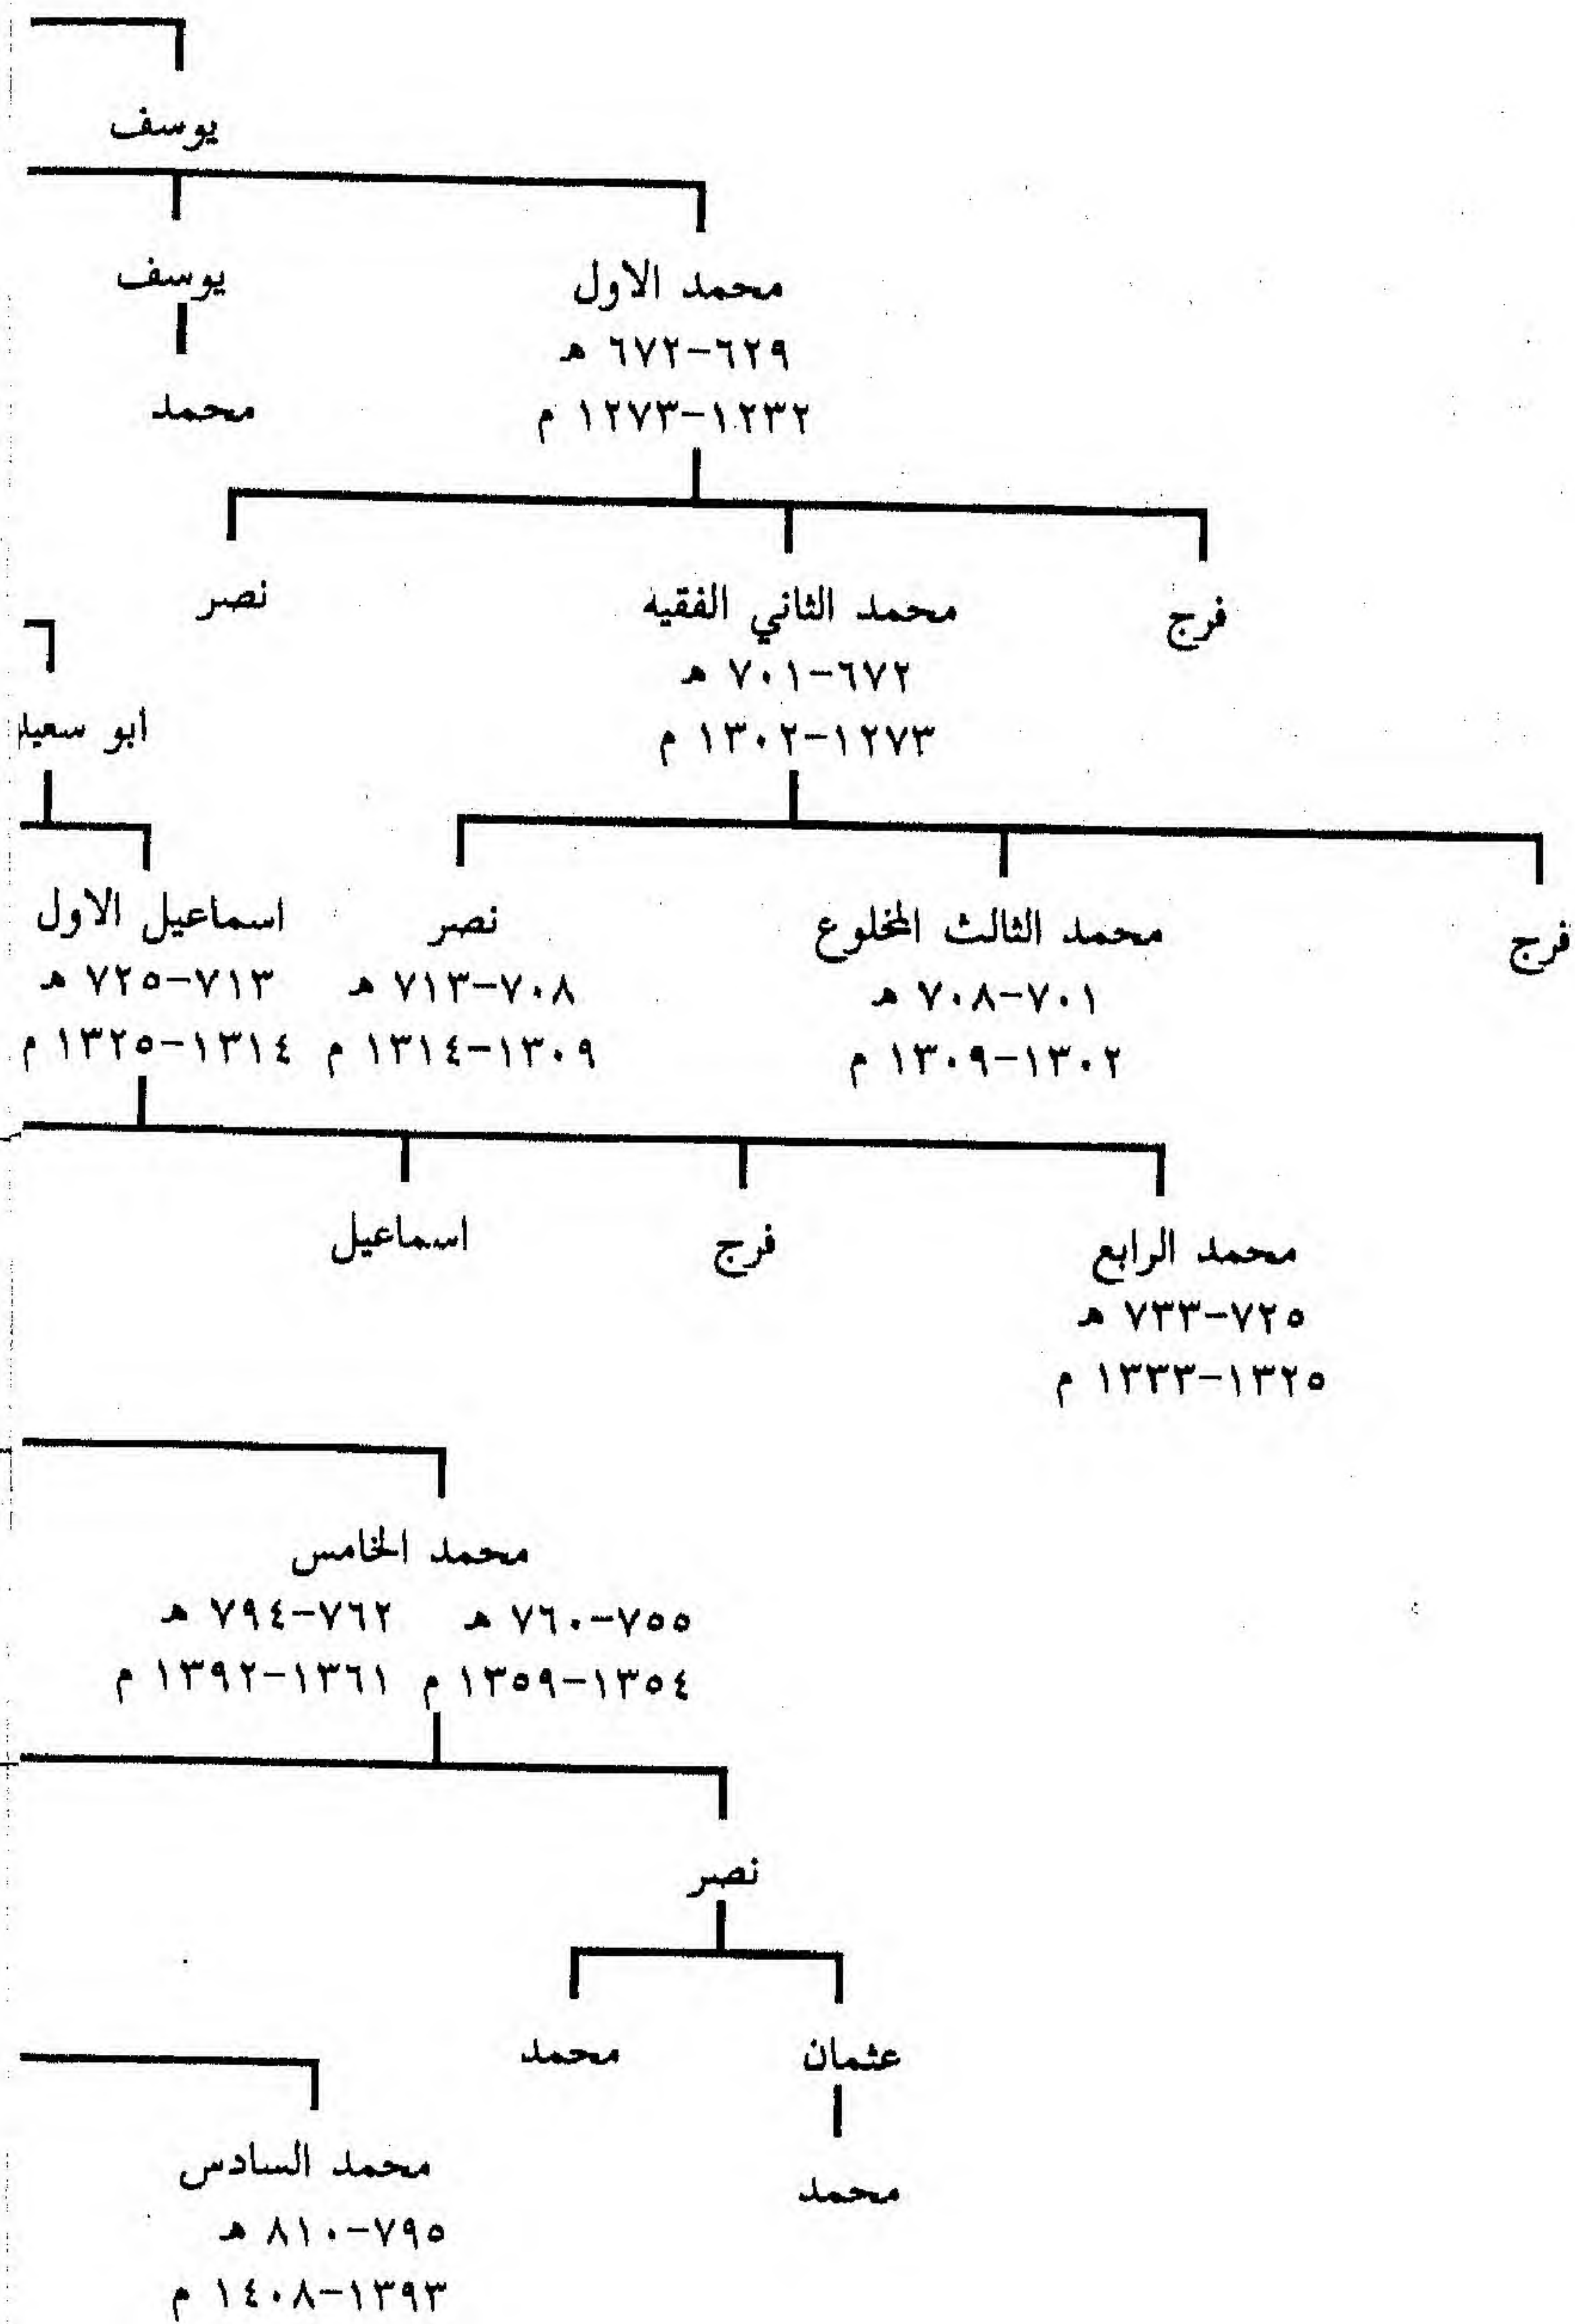 يوسف
محمد الاول
يوسف
٦٢٩-٦٧٢ هـ
١٢٣٢-١٢٧٣ م
محمد
فرج
محمد الثاني الفقيه
نصر
٦٧٢-٧٠١ هـ
١٢٧٣-١٣٠٢ م
ابو سعيد
فرج
محمد الثالث المخلوع
نصر
اسماعيل الاول
٧٠١-٧٠٨ هـ
٧٠٨-٧١٣ هـ
٧١٣-٧٢٥ هـ
١٣٠٢-١٣٠٩ م
١٣٠٩-١٣١٤ م
١٣١٤-١٣٢٥ م
محمد الرابع
فرج
اسماعيل
٧٢٥-٧٣٣ هـ
١٣٢٥-١٣٣٣ م
محمد الخامس
٧٥٥-٧٦٠ هـ ٧٦٢-٧٩٤ هـ
١٣٥٤-١٣٥٩ م ١٣٦١-١٣٩٢ م
نصر
عثمان
محمد
محمد
محمد السادس
٧٩٥-٨١٠ هـ
١٣٩٣-١٤٠٨ م